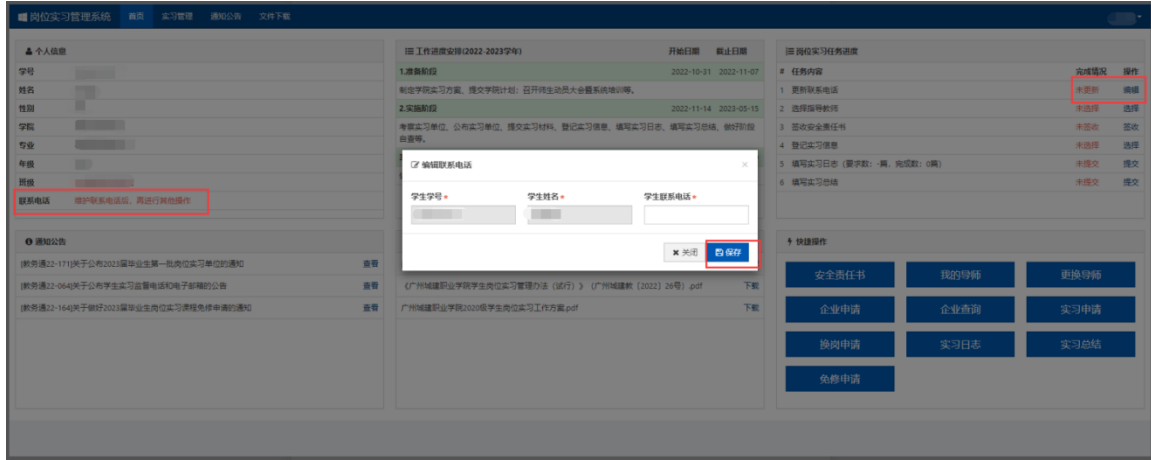 岗位实习管理系统 首页 实习管理 通知公告 文件下载
个人信息
学号
姓名
性别
学院
专业
年级
班级
联系电话 维护联系电话后，再进行其他操作
工作进度安排(2022-2023学年) 开始日期 截止日期
1.准备阶段 2022-10-31 2022-11-07
制定学院实习方案、提交学院计划；召开师生动员大会暨系统培训等。
2.实施阶段 2022-11-14 2023-05-15
考察实习单位、公布实习单位、提交实习材料、登记实习信息、填写实习日志、填写实习总结、做好阶段
自查等。
岗位实习任务进度
# 任务内容 完成情况 操作
1 更新联系电话 未更新 编辑
2 选择指导教师 未选择 选择
3 签收安全责任书 未签收 签收
4 登记实习信息 未选择 选择
5 填写实习日志（要求数：-篇，完成数：0篇） 未提交 提交
6 填写实习总结 未提交 提交
编辑联系电话 ×
学生学号* 学生姓名* 学生联系电话*
关闭 保存
通知公告
[教务通22-171]关于公布2023届毕业生第一批岗位实习单位的通知 查看
[教务通22-064]关于公布学生实习监督电话和电子邮箱的公告 查看
[教务通22-164]关于做好2023届毕业生岗位实习课程免修申请的通知 查看
《广州城建职业学院学生岗位实习管理办法（试行）》（广州城建教〔2022〕26号）.pdf 下载
广州城建职业学院2020级学生岗位实习工作方案.pdf 下载
快捷操作
安全责任书 我的导师 更换导师
企业申请 企业查询 实习申请
换岗申请 实习日志 实习总结
免修申请